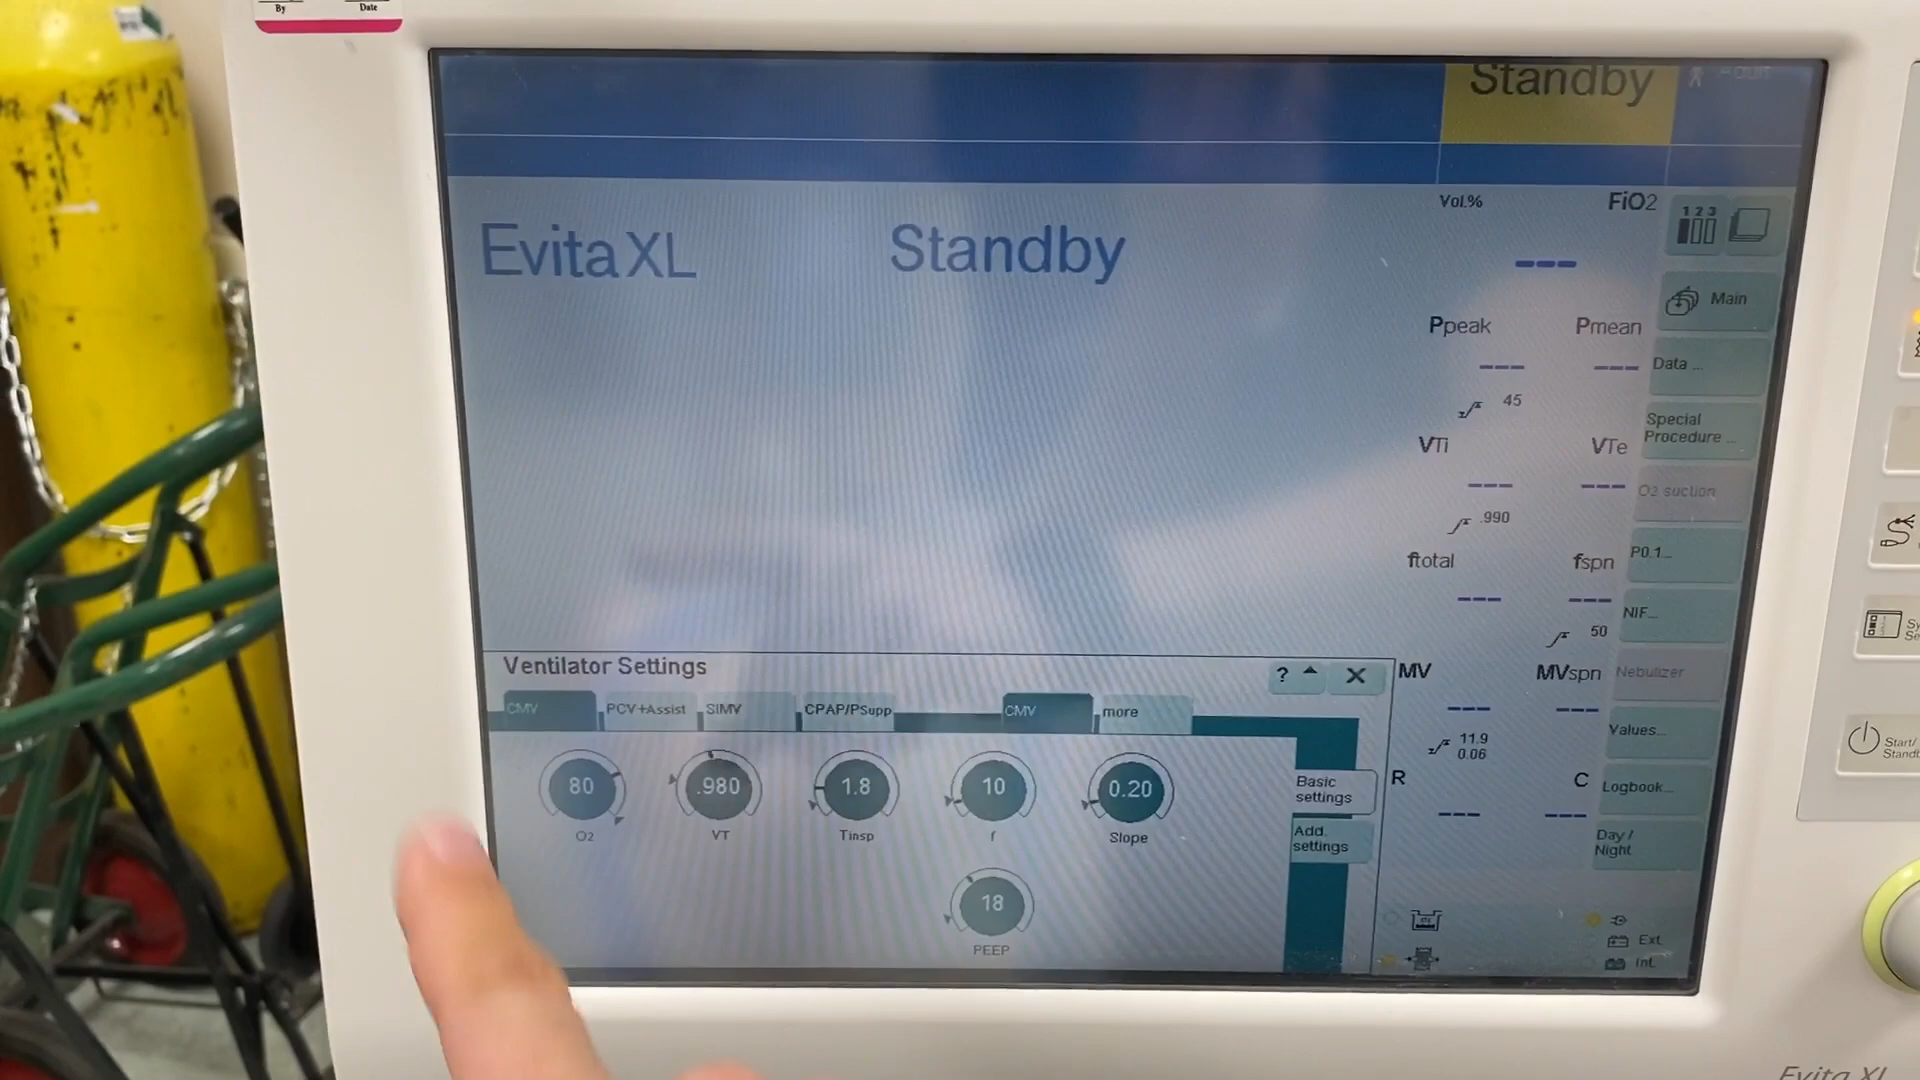 By Date
Standby
Evita XL Standby
Vol.% FiO2
---
1 2 3
Main
Ppeak Pmean
--- ---
45
Data ...
Special
Procedure ...
VTi VTe
--- ---
.990
O2 suction
ftotal fspn
--- ---
50
P0.1...
NIF...
Ventilator Settings
? X
MV MVspn
--- ---
11.9
0.06
Nebulizer
Values...
CMV PCV+Assist SIMV CPAP/PSupp CMV more
80 .980 1.8 10 0.20
O2 VT Tinsp f Slope
18
PEEP
Basic
settings
Add.
settings
R C
--- ---
Logbook...
Day /
Night
Ext.
Int.
Start/
Standb
Evita XL